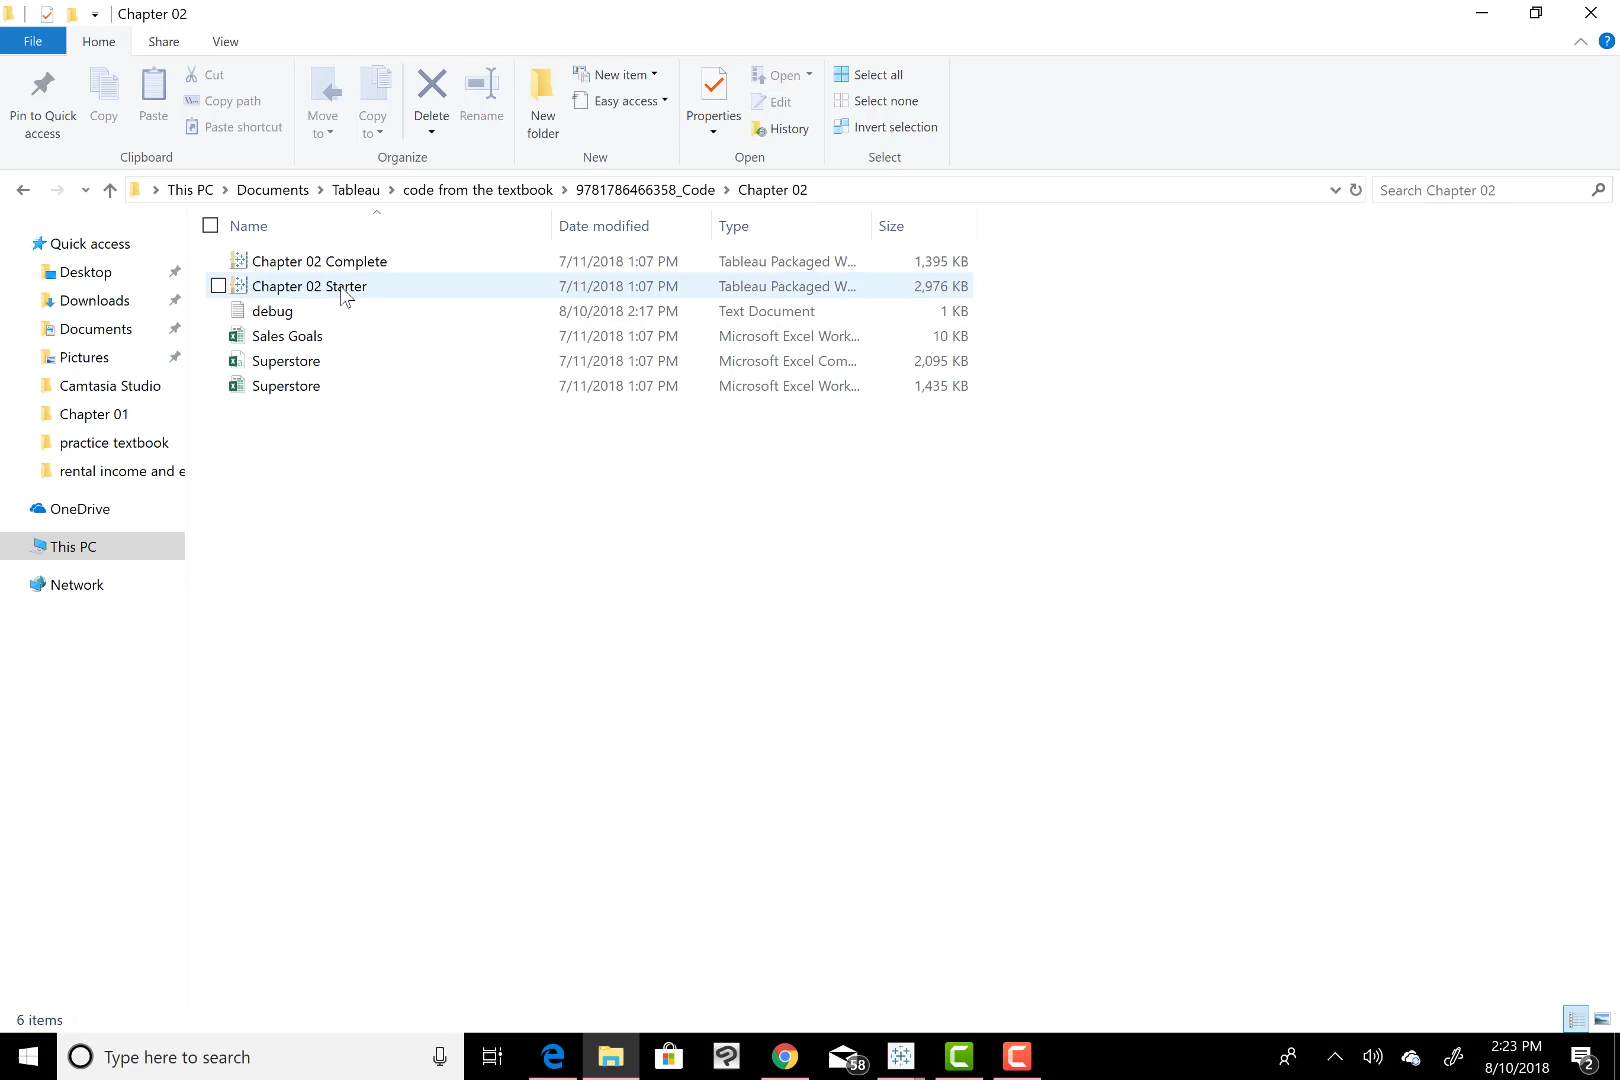 Chapter 02
File Home Share View
Pin to Quick access
Copy
Paste
Cut
Copy path
Paste shortcut
Clipboard
Move to
Copy to
Delete
Rename
Organize
New folder
New item
Easy access
New
Properties
Open
Edit
History
Open
Select all
Select none
Invert selection
Select
This PC Documents Tableau code from the textbook 9781786466358_Code Chapter 02
Search Chapter 02
Quick access
Desktop
Downloads
Documents
Pictures
Camtasia Studio
Chapter 01
practice textbook
rental income and e
OneDrive
This PC
Network
Name Date modified Type Size
Chapter 02 Complete 7/11/2018 1:07 PM Tableau Packaged W... 1,395 KB
Chapter 02 Starter 7/11/2018 1:07 PM Tableau Packaged W... 2,976 KB
debug 8/10/2018 2:17 PM Text Document 1 KB
Sales Goals 7/11/2018 1:07 PM Microsoft Excel Work... 10 KB
Superstore 7/11/2018 1:07 PM Microsoft Excel Com... 2,095 KB
Superstore 7/11/2018 1:07 PM Microsoft Excel Work... 1,435 KB
6 items
Type here to search
58
2:23 PM
8/10/2018
2